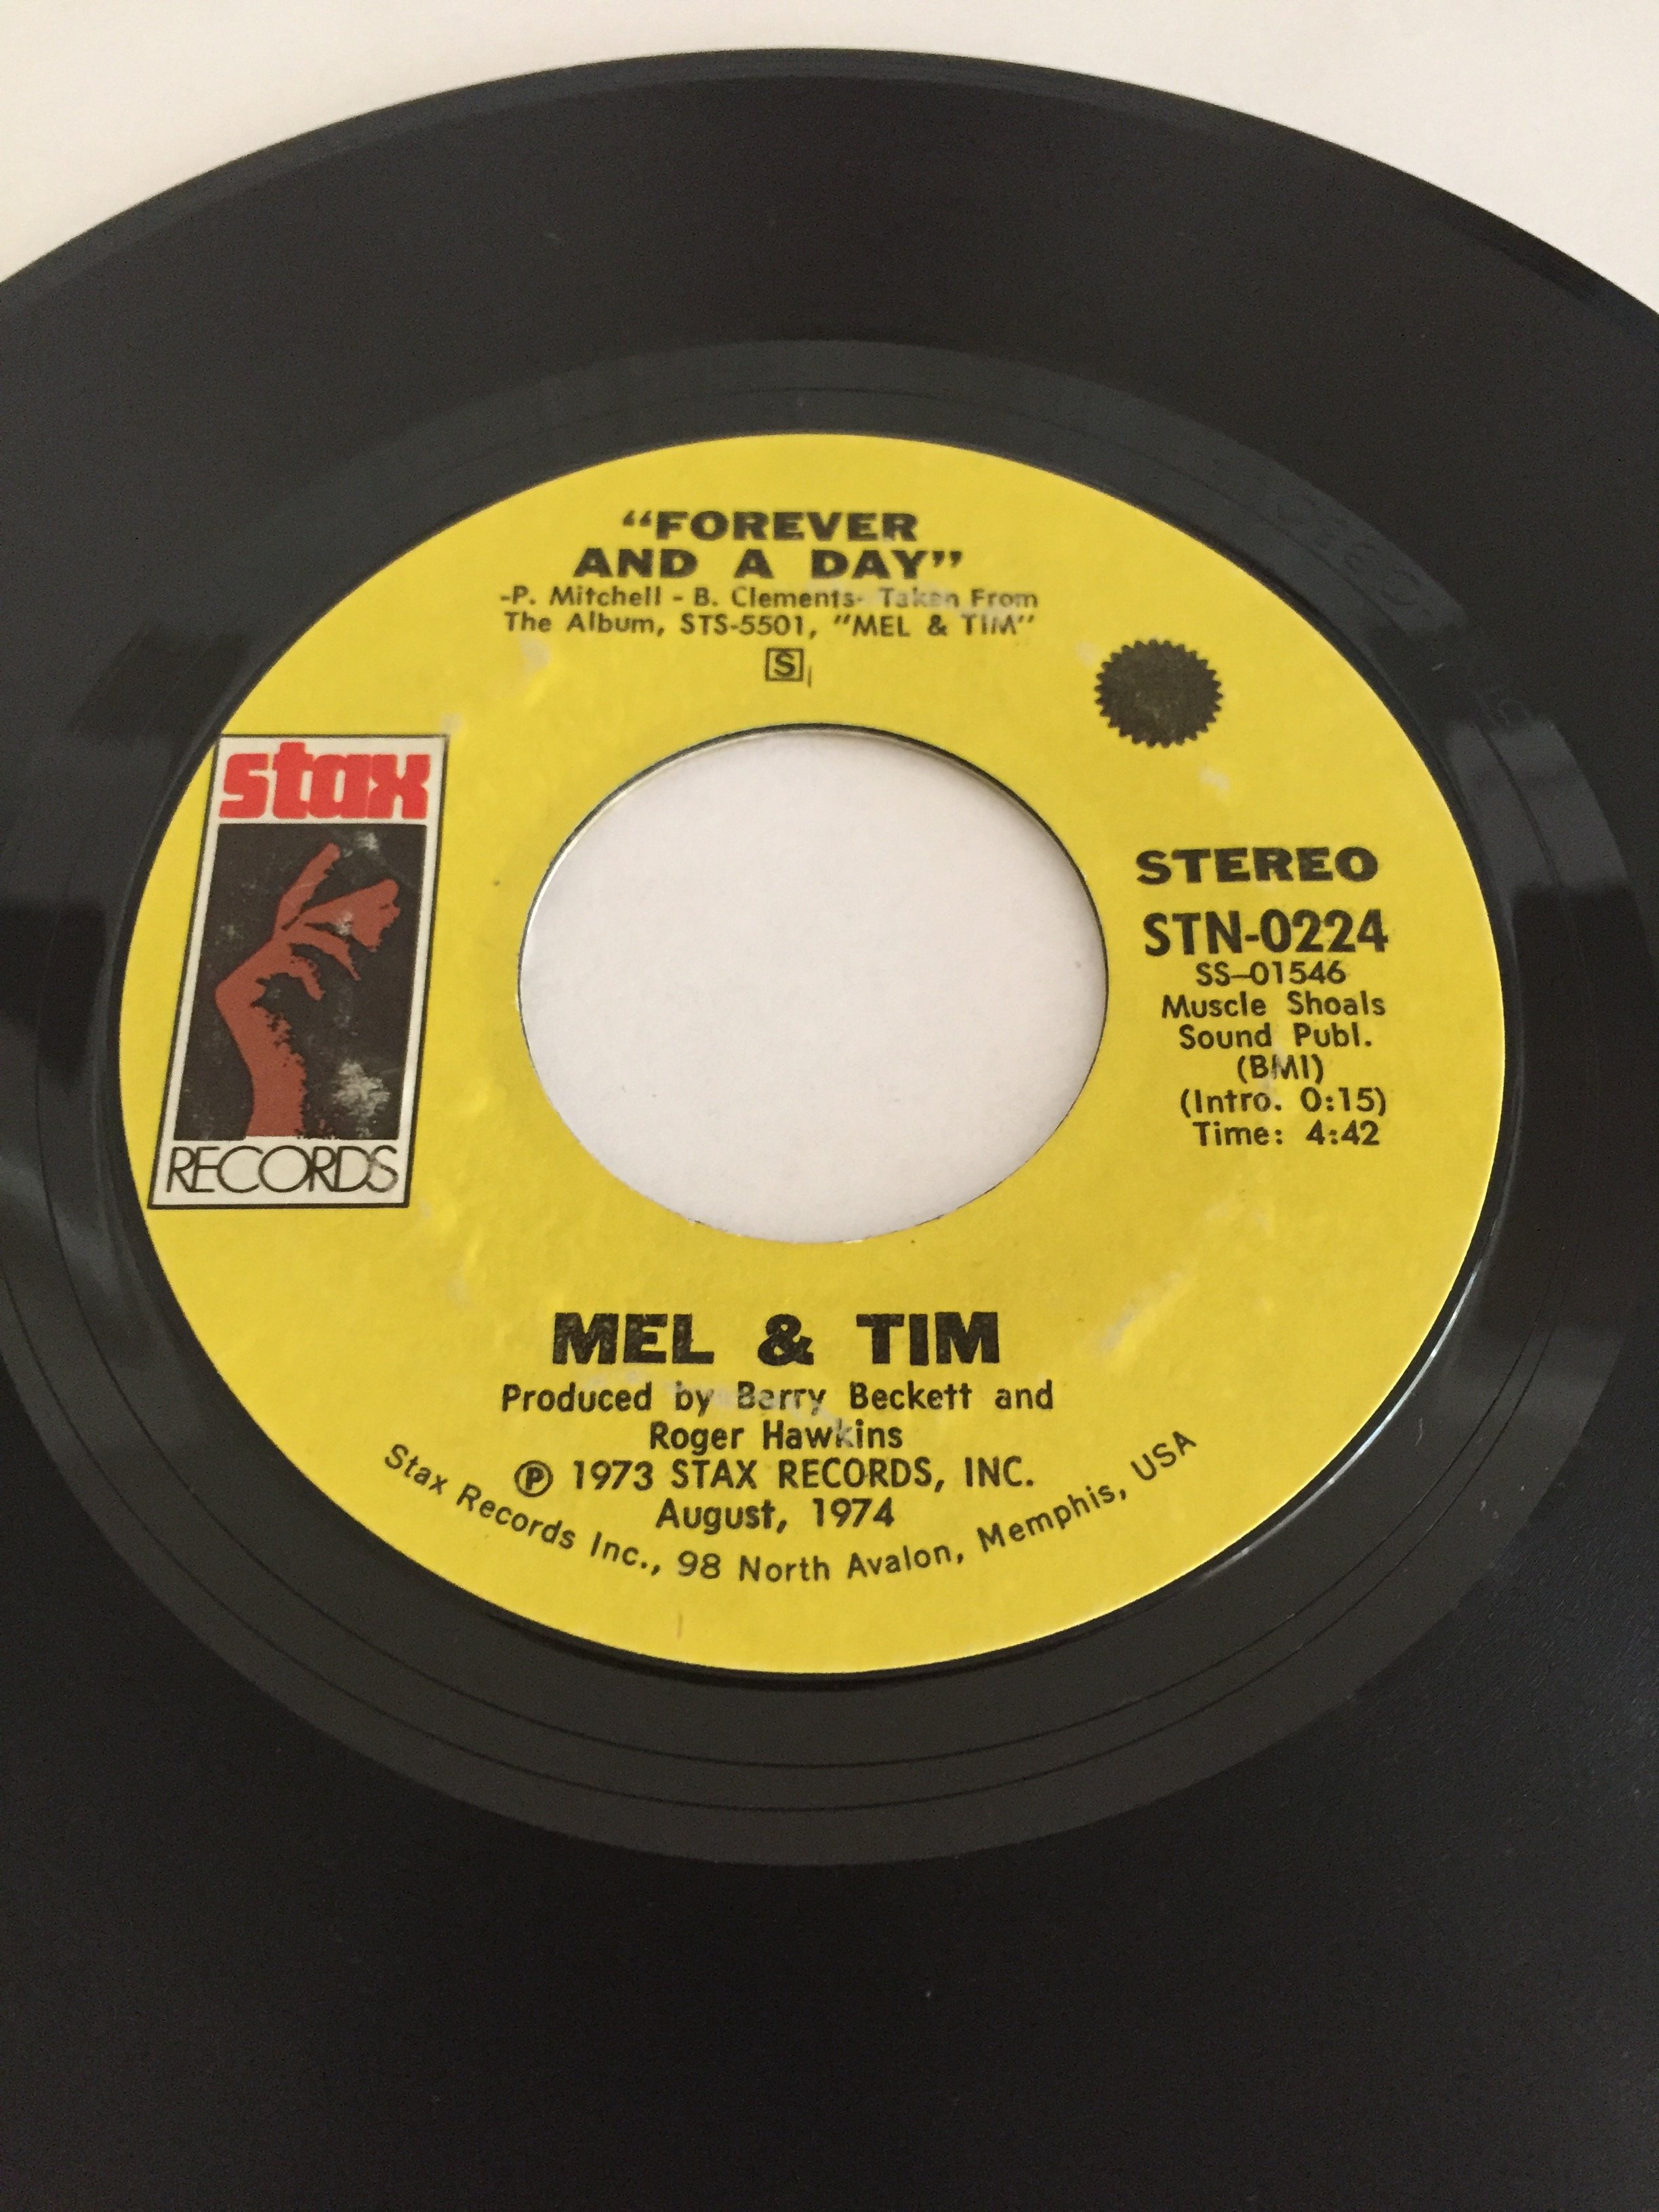 “FOREVER
AND A DAY”
-P. Mitchell - B. Clements- Taken From
The Album, STS-5501, “MEL & TIM”
S
stax
RECORDS
STEREO
STN-0224
SS-01546
Muscle Shoals
Sound Publ.
(BMI)
(Intro. 0:15)
Time: 4:42
MEL & TIM
Produced by Barry Beckett and
Roger Hawkins
Ⓟ 1973 STAX RECORDS, INC.
August, 1974
Stax Records Inc., 98 North Avalon, Memphis, USA